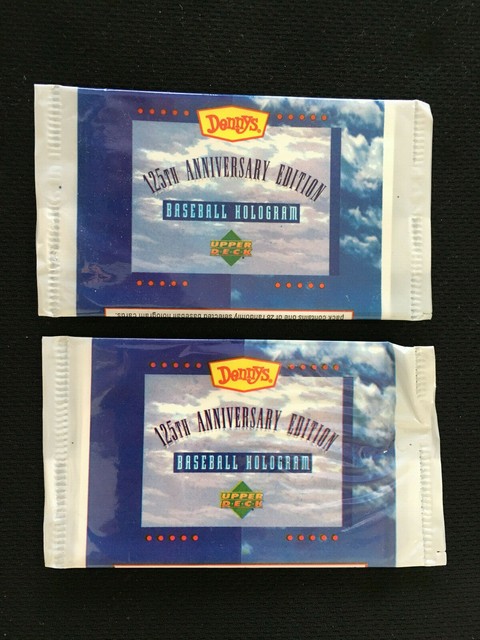 Denny's®
125TH ANNIVERSARY EDITION
BASEBALL HOLOGRAM
UPPER
DECK
pack contains one of 28 randomly selected baseball hologram cards.
Denny's®
125TH ANNIVERSARY EDITION
BASEBALL HOLOGRAM
UPPER
DECK